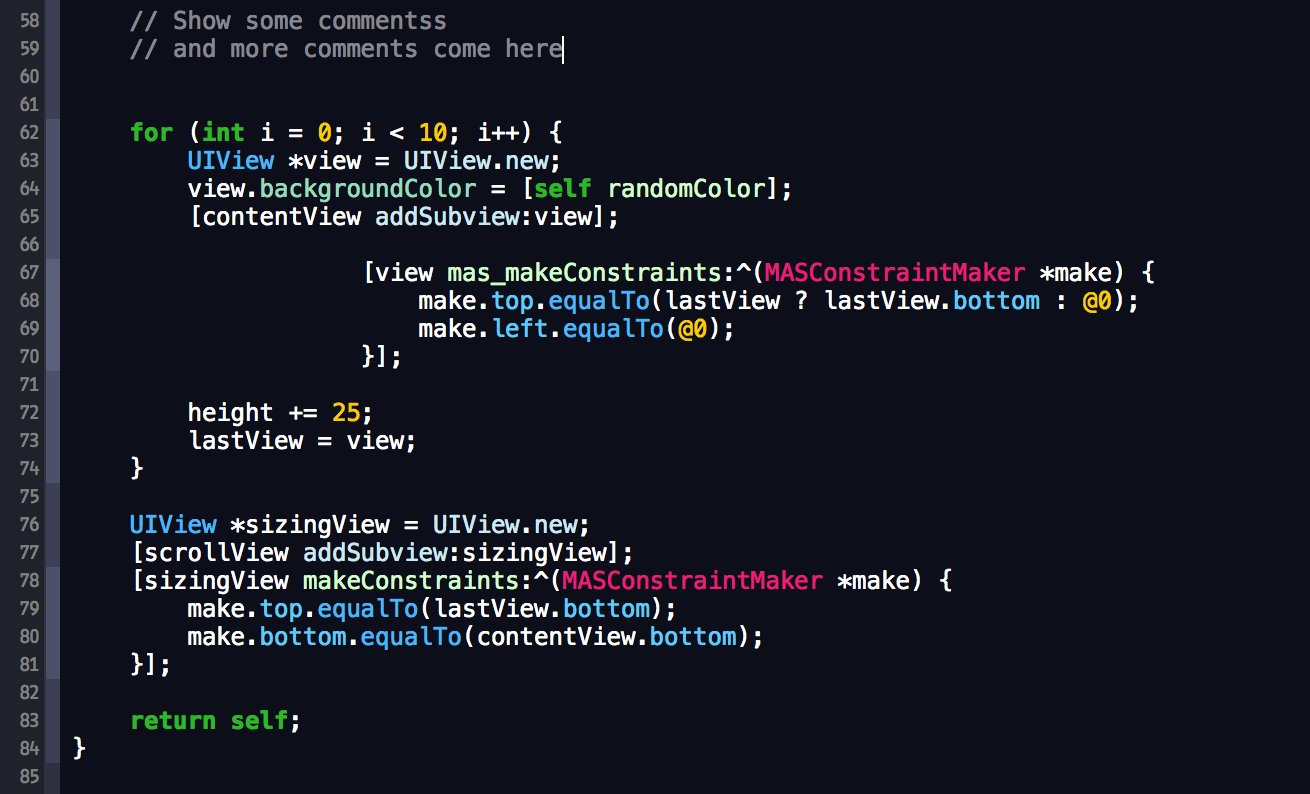 58 // Show some commentss
59 // and more comments come here
60
61
62 for (int i = 0; i < 10; i++) {
63 UIView *view = UIView.new;
64 view.backgroundColor = [self randomColor];
65 [contentView addSubview:view];
66
67 [view mas_makeConstraints:^(MASConstraintMaker *make) {
68 make.top.equalTo(lastView ? lastView.bottom : @0);
69 make.left.equalTo(@0);
70 }];
71
72 height += 25;
73 lastView = view;
74 }
75
76 UIView *sizingView = UIView.new;
77 [scrollView addSubview:sizingView];
78 [sizingView makeConstraints:^(MASConstraintMaker *make) {
79 make.top.equalTo(lastView.bottom);
80 make.bottom.equalTo(contentView.bottom);
81 }];
82
83 return self;
84 }
85